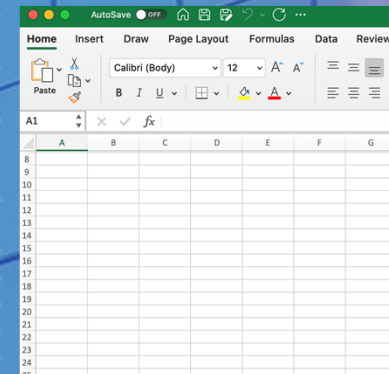 AutoSave OFF
Home Insert Draw Page Layout Formulas Data Review
Paste
Calibri (Body) 12 A A
B I U A
A1 fx
A B C D E F G
8
9
10
11
12
13
14
15
16
17
18
19
20
21
22
23
24